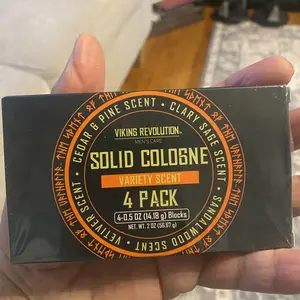 VIKING REVOLUTION.
MEN'S CARE
SOLID COLOGNE
VARIETY SCENT
4 PACK
4-0.5 OZ (14.18 g) Blocks
NET. WT. 2 OZ (56.67 g)
CEDAR & PINE SCENT •
CLARY SAGE SCENT •
SANDALWOOD SCENT •
VETIVER SCENT •